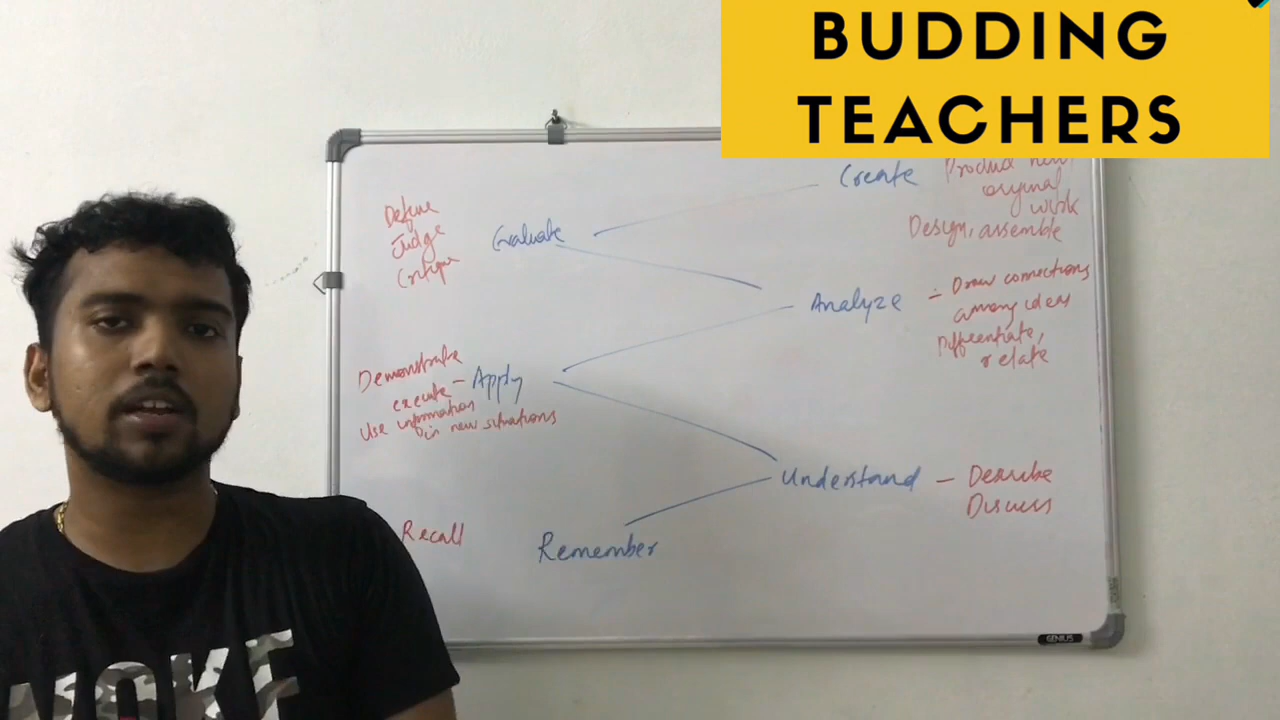 BUDDING
TEACHERS
Create
Produce new
original
work
Design, assemble
Define
Judge
Critique
Evaluate
Analyze - Draw connections
among ideas
Differentiate,
relate
Demonstrate
execute - Apply
Use information
in new situations
Understand - Describe
Discuss
Recall
Remember
GENIUS